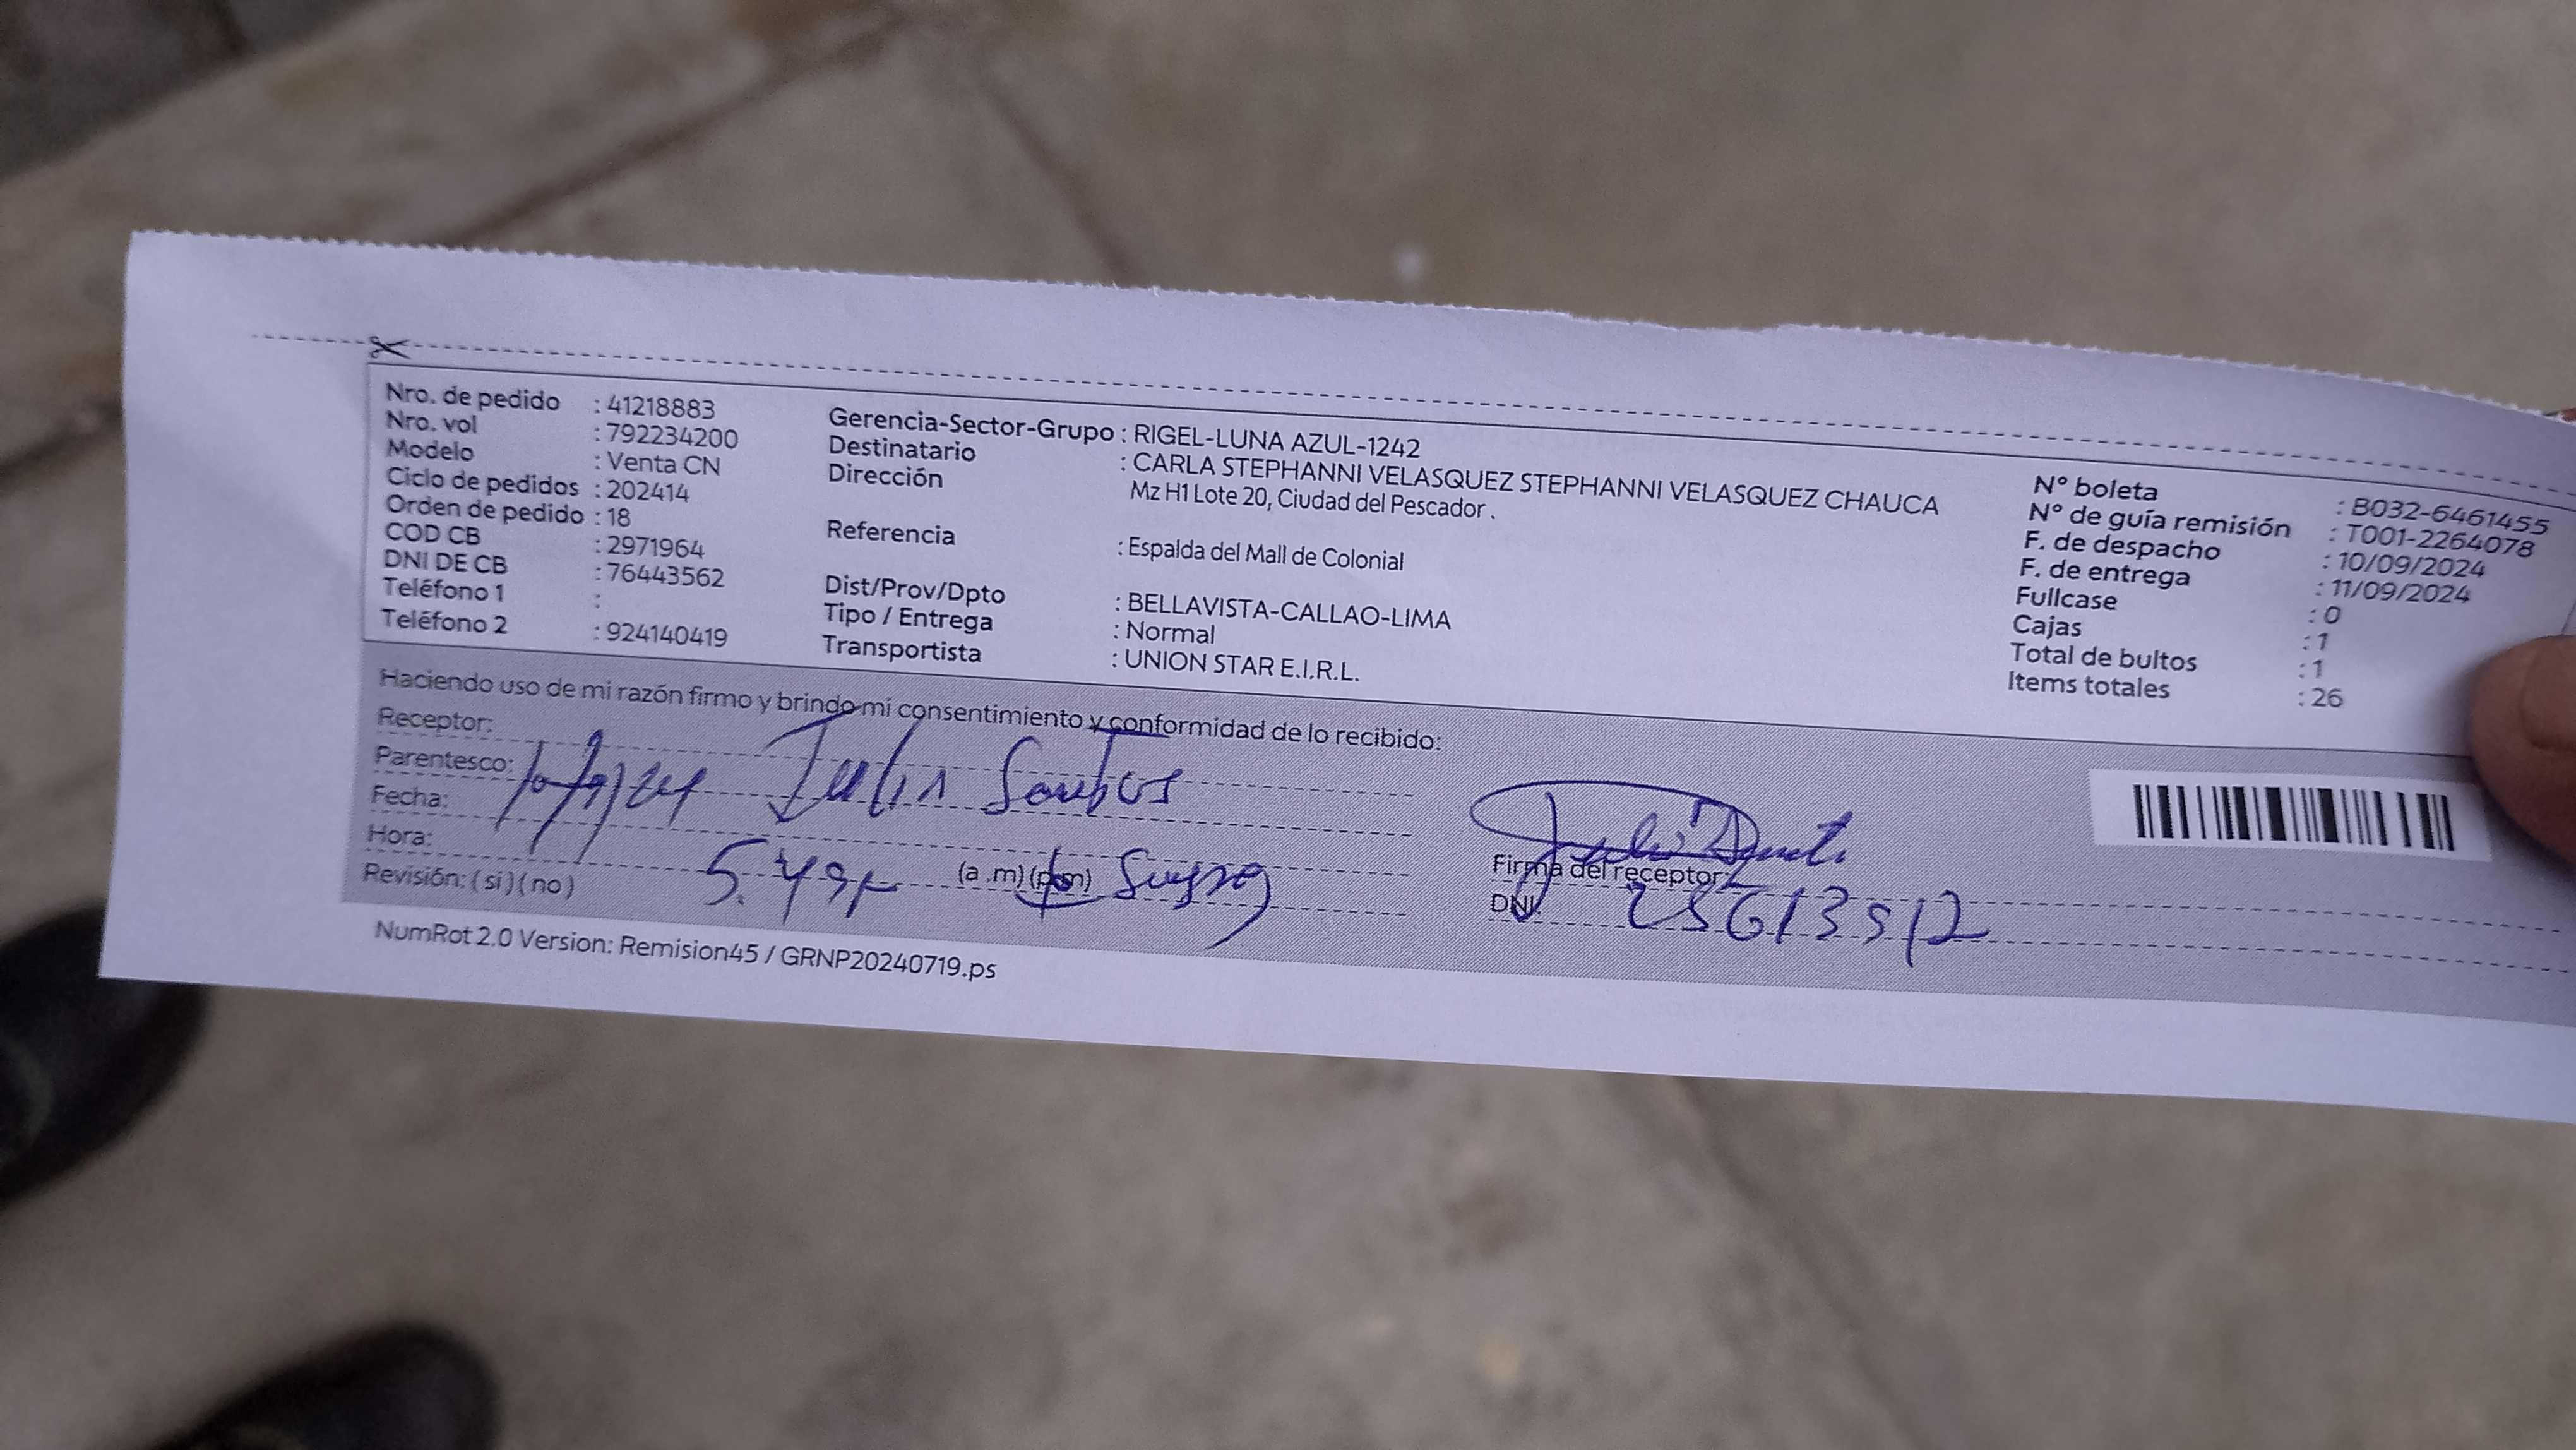 Nro. de pedido : 41218883
Nro. vol : 792234200
Modelo : Venta CN
Ciclo de pedidos : 202414
Orden de pedido : 18
COD CB : 2971964
DNI DE CB : 76443562
Teléfono 1 :
Teléfono 2 : 924140419
Gerencia-Sector-Grupo : RIGEL-LUNA AZUL-1242
Destinatario : CARLA STEPHANNI VELASQUEZ STEPHANNI VELASQUEZ CHAUCA
Dirección Mz H1 Lote 20, Ciudad del Pescador .
Referencia : Espalda del Mall de Colonial
Dist/Prov/Dpto : BELLAVISTA-CALLAO-LIMA
Tipo / Entrega : Normal
Transportista : UNION STAR E.I.R.L.
N° boleta : B032-6461455
N° de guía remisión : T001-2264078
F. de despacho : 10/09/2024
F. de entrega : 11/09/2024
Fullcase : 0
Cajas : 1
Total de bultos : 1
Items totales : 26
Haciendo uso de mi razón firmo y brindo mi consentimiento y conformidad de lo recibido:
Receptor:
Parentesco: 10/9/24 Julio Santos
Fecha:
Hora: 5.49 (a .m) (p.m) Suegro
Revisión: ( si ) ( no )
Firma del receptor
DNI: 25613512
NumRot 2.0 Version: Remision45 / GRNP20240719.ps